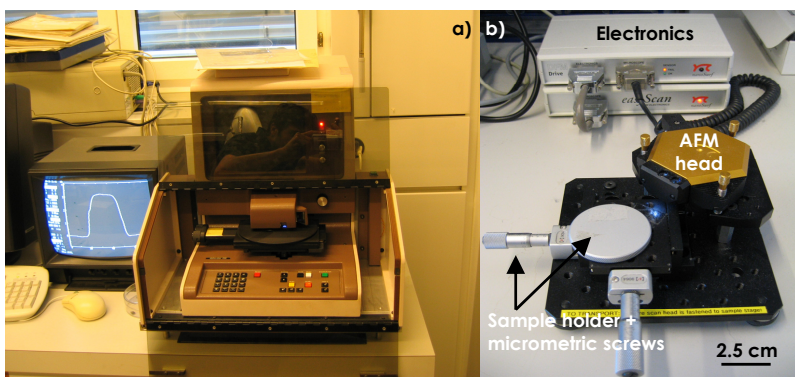 a)
b)
Electronics
Drive
easyScan
AFM
head
Sample holder +
micrometric screws
2.5 cm